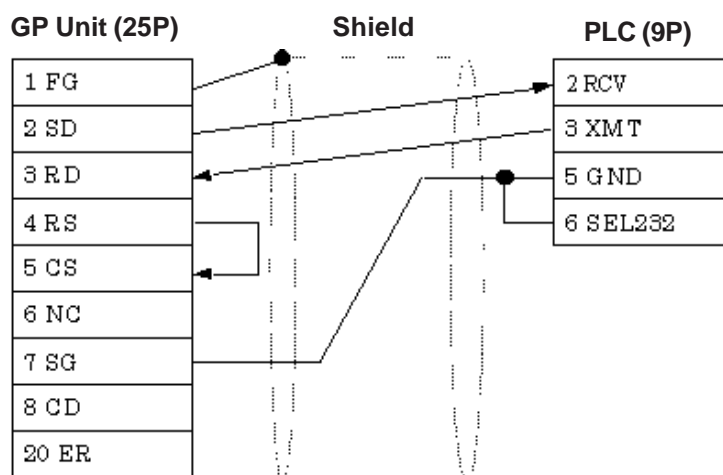 GP Unit (25P)
Shield
PLC (9P)
1 FG
2 SD
3 RD
4 RS
5 CS
6 NC
7 SG
8 CD
20 ER
2 RCV
3 XMT
5 GND
6 SEL232